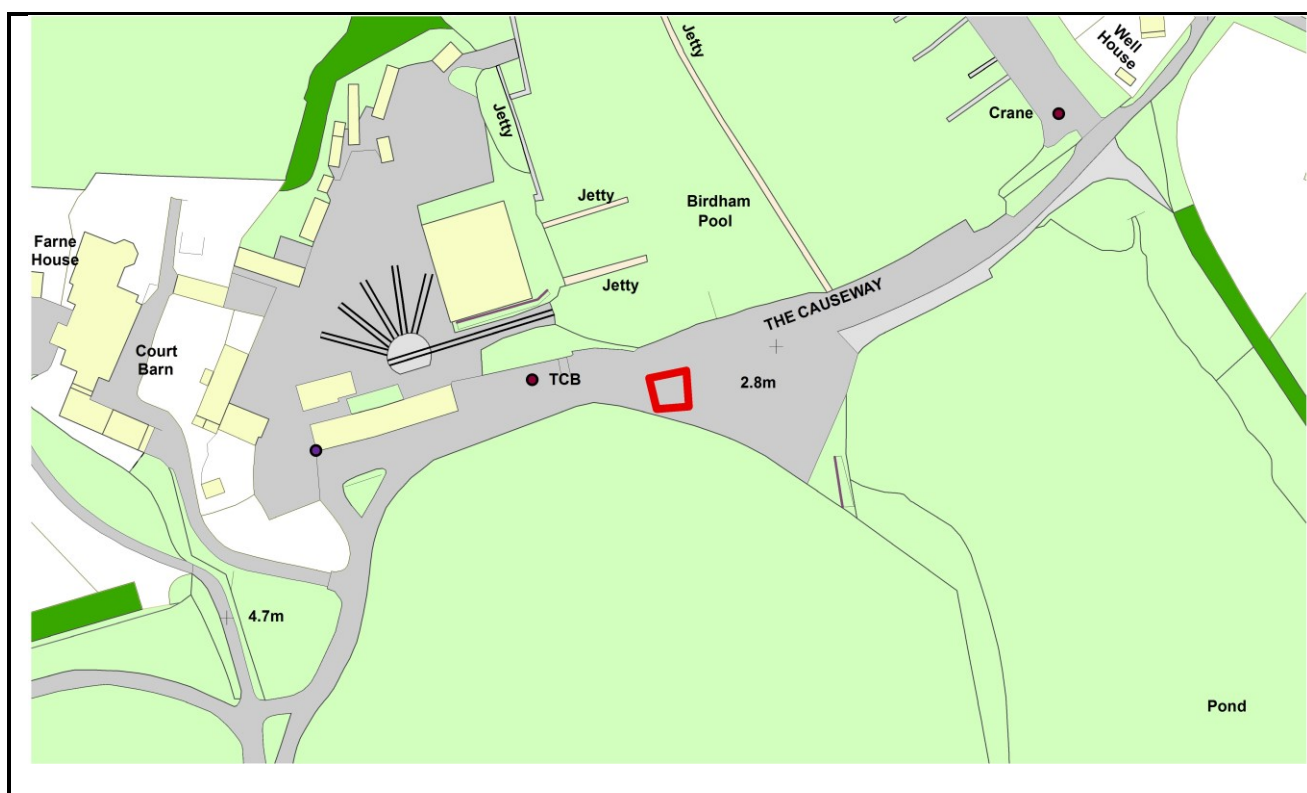 Well
House
Jetty
Crane
Jetty
Jetty
Birdham
Pool
Farne
House
Jetty
THE CAUSEWAY
Court
Barn
TCB
2.8m
4.7m
Pond